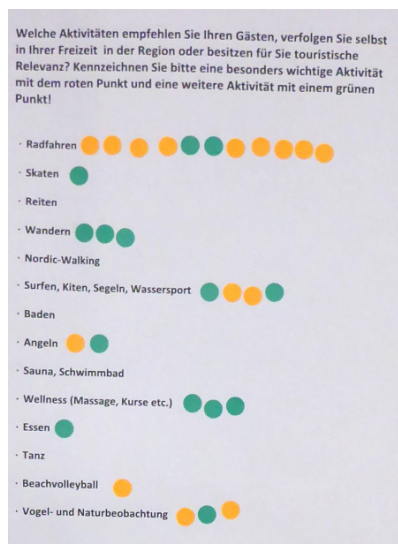 Welche Aktivitäten empfehlen Sie Ihren Gästen, verfolgen Sie selbst
in Ihrer Freizeit in der Region oder besitzen für Sie touristische
Relevanz? Kennzeichnen Sie bitte eine besonders wichtige Aktivität
mit dem roten Punkt und eine weitere Aktivität mit einem grünen
Punkt!
· Radfahren
· Skaten
· Reiten
· Wandern
· Nordic-Walking
· Surfen, Kiten, Segeln, Wassersport
· Baden
· Angeln
· Sauna, Schwimmbad
· Wellness (Massage, Kurse etc.)
· Essen
· Tanz
· Beachvolleyball
· Vogel- und Naturbeobachtung